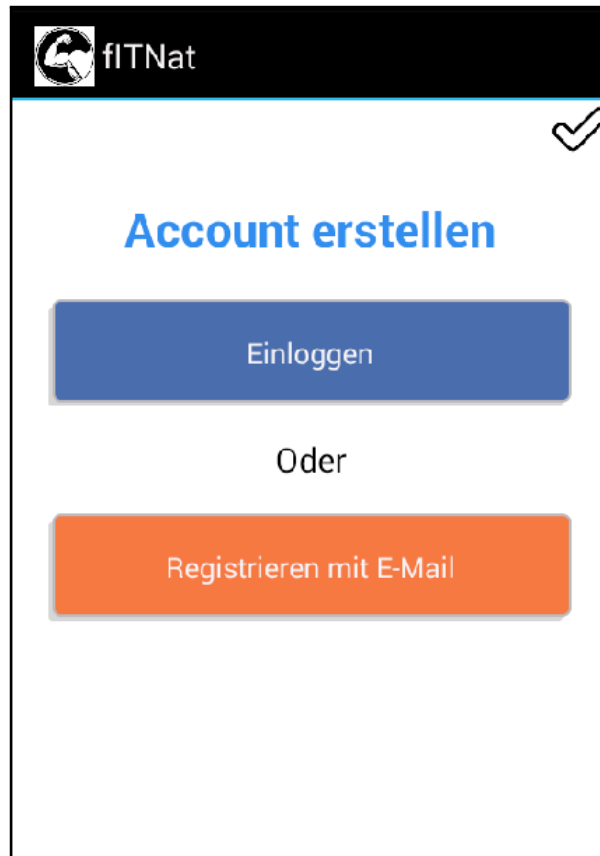 fITNat
Account erstellen
Einloggen
Oder
Registrieren mit E-Mail